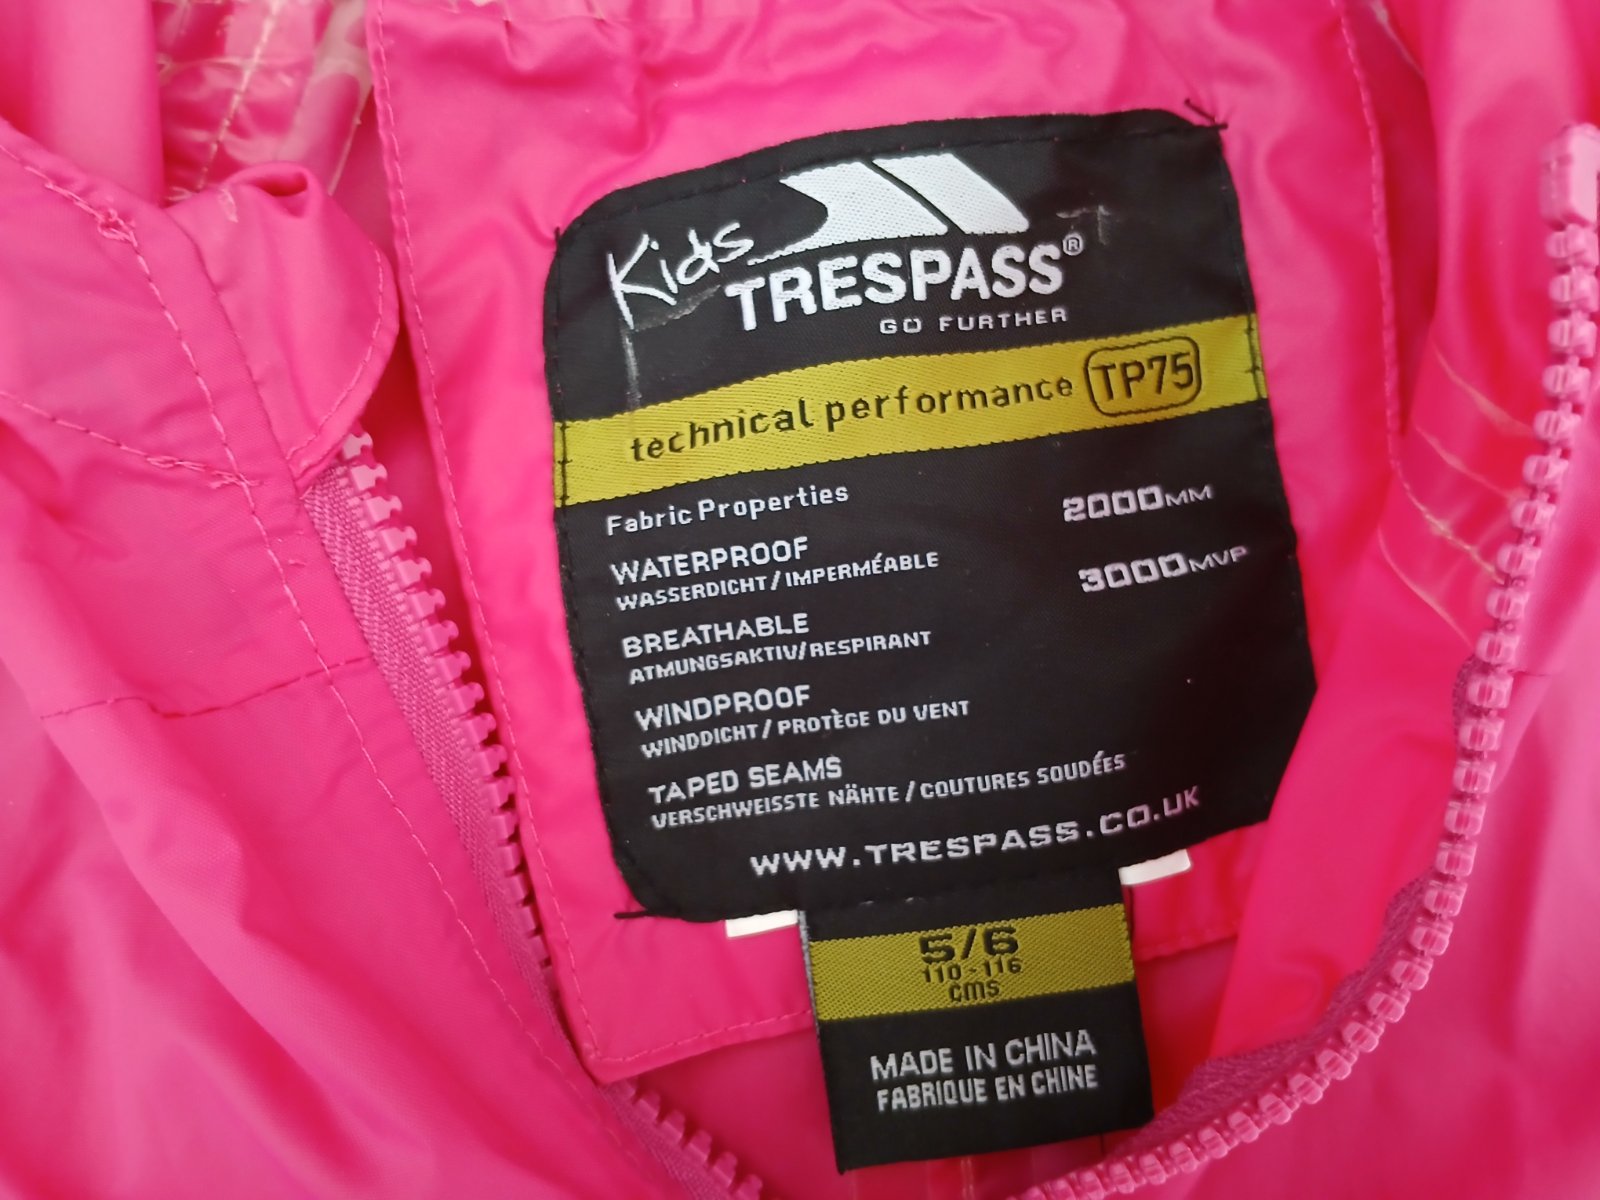 Kids
TRESPASS®
GO FURTHER
technical performance TP75
Fabric Properties
WATERPROOF 2000MM
WASSERDICHT/IMPERMÉABLE
BREATHABLE 3000MVP
ATMUNGSAKTIV/RESPIRANT
WINDPROOF
WINDDICHT/PROTÈGE DU VENT
TAPED SEAMS
VERSCHWEISSTE NÄHTE/COUTURES SOUDÉES
WWW.TRESPASS.CO.UK
5/6
110-116
CMS
MADE IN CHINA
FABRIQUE EN CHINE